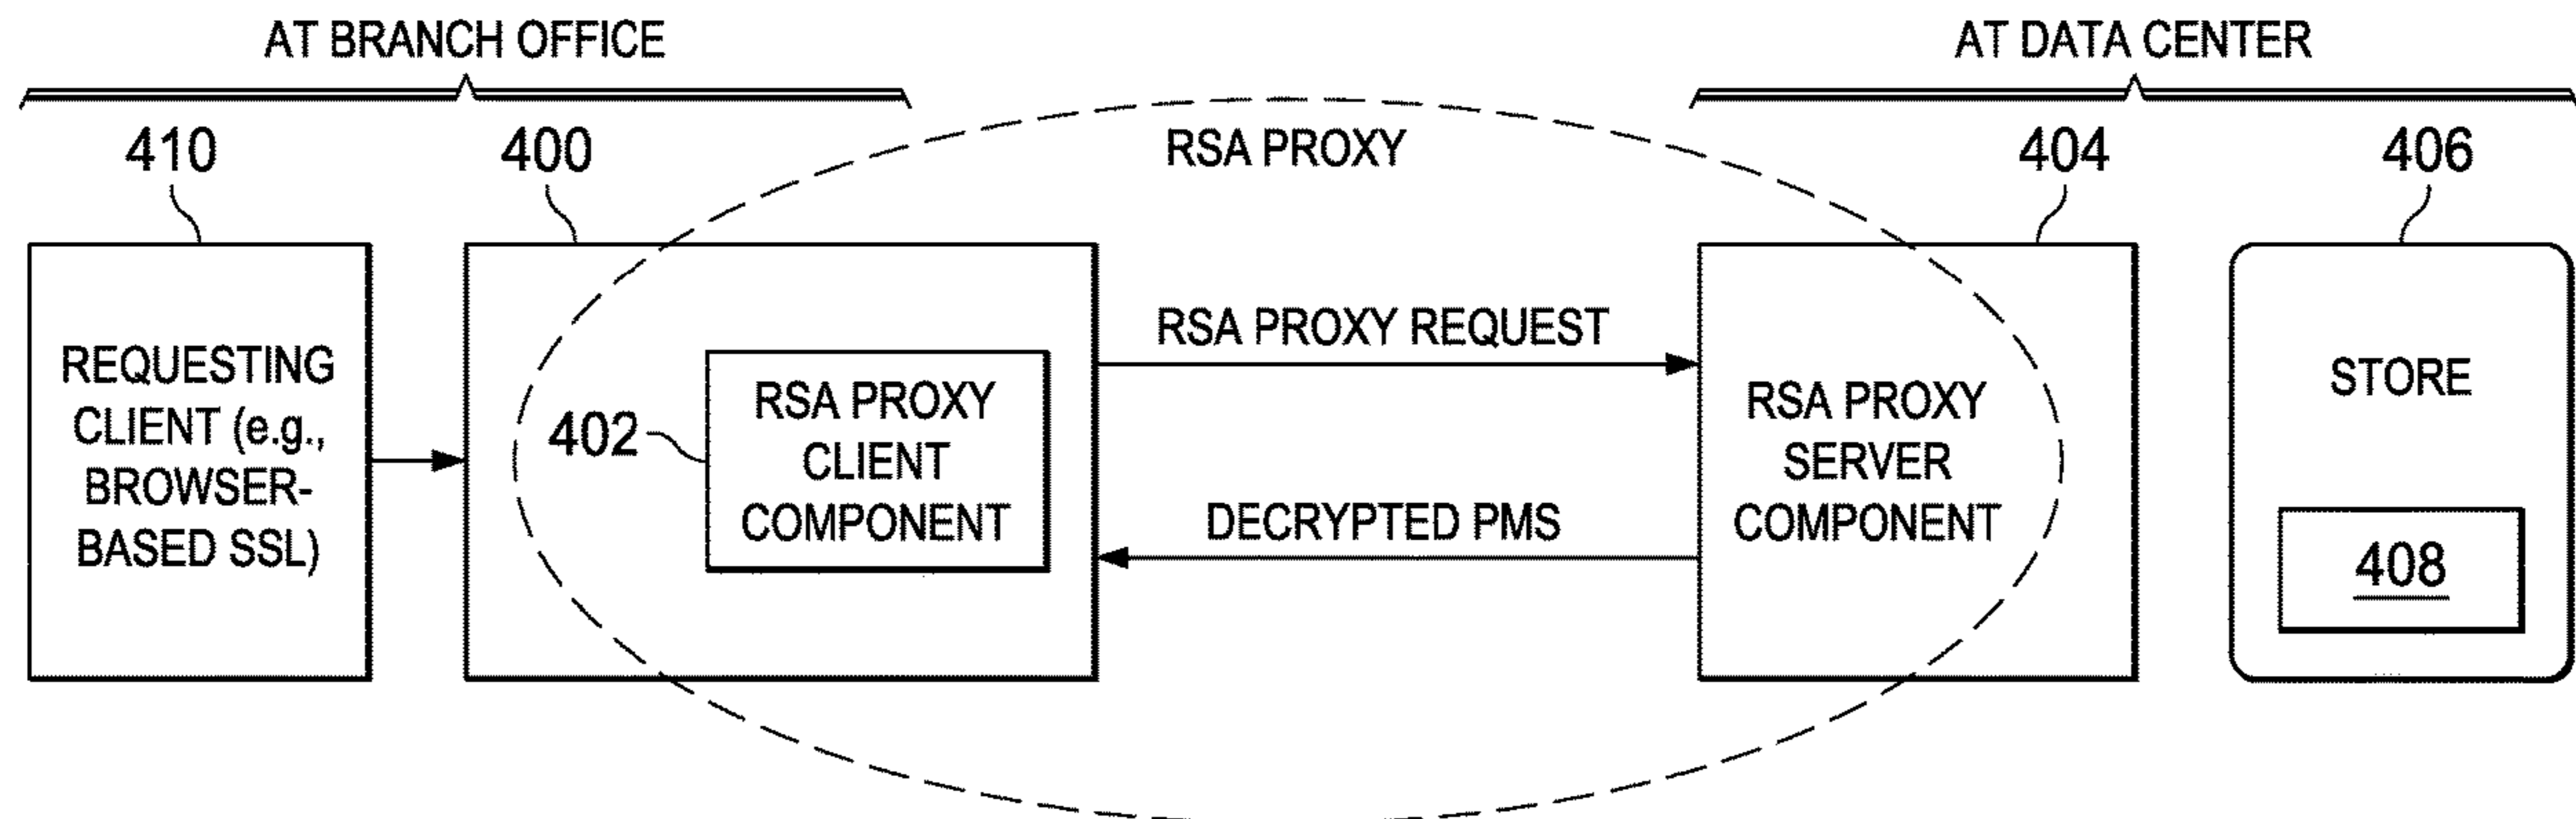 AT BRANCH OFFICE
AT DATA CENTER
410
400
RSA PROXY
404
406
REQUESTING
CLIENT (e.g.,
BROWSER-
BASED SSL)
402
RSA PROXY
CLIENT
COMPONENT
RSA PROXY REQUEST
DECRYPTED PMS
RSA PROXY
SERVER
COMPONENT
STORE
408